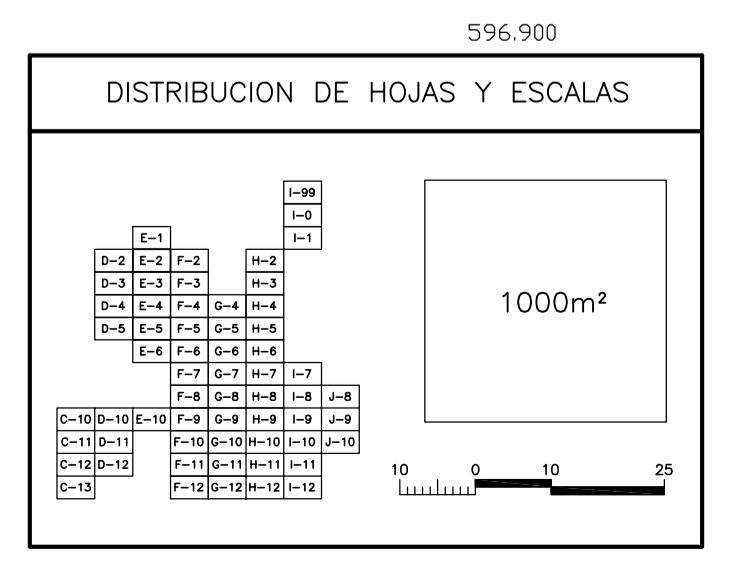 596.900
DISTRIBUCION DE HOJAS Y ESCALAS
I-99
I-0
E-1 I-1
D-2 E-2 F-2 H-2
D-3 E-3 F-3 H-3
D-4 E-4 F-4 G-4 H-4
D-5 E-5 F-5 G-5 H-5
E-6 F-6 G-6 H-6
F-7 G-7 H-7 I-7
F-8 G-8 H-8 I-8 J-8
C-10 D-10 E-10 F-9 G-9 H-9 I-9 J-9
C-11 D-11 F-10 G-10 H-10 I-10 J-10
C-12 D-12 F-11 G-11 H-11 I-11
C-13 F-12 G-12 H-12 I-12
1000m²
10 0 10 25